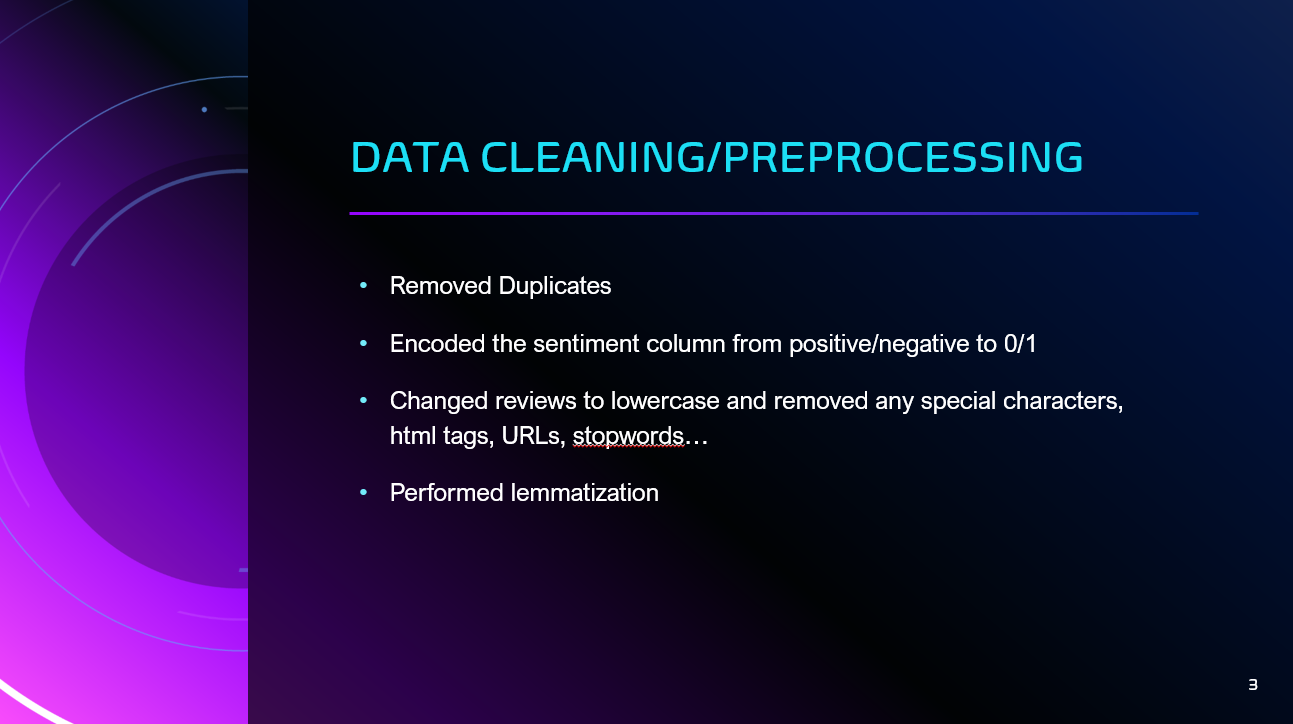 DATA CLEANING/PREPROCESSING
• Removed Duplicates
• Encoded the sentiment column from positive/negative to 0/1
• Changed reviews to lowercase and removed any special characters,
html tags, URLs, stopwords…
• Performed lemmatization
3